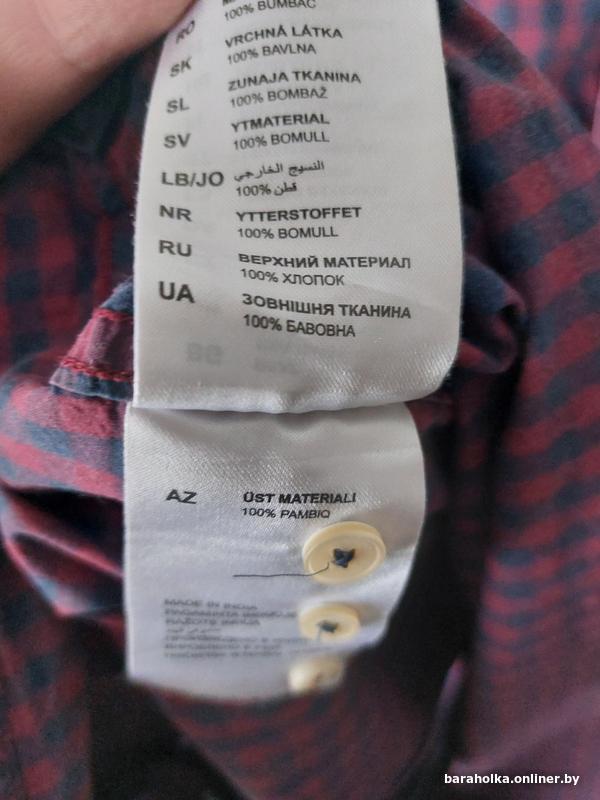 RO
100% BUMBAC
SK
VRCHNÁ LÁTKA
100% BAVLNA
SL
ZUNAJA TKANINA
100% BOMBAŽ
SV
YTMATERIAL
100% BOMULL
LB/JO
النسيج الخارجي
100% قطن
NR
YTTERSTOFFET
100% BOMULL
RU
ВЕРХНИЙ МАТЕРИАЛ
100% ХЛОПОК
UA
ЗОВНІШНЯ ТКАНИНА
100% БАВОВНА
AZ
ÜST MATERIALI
100% PAMBIQ
MADE IN INDIA
baraholka.onliner.by